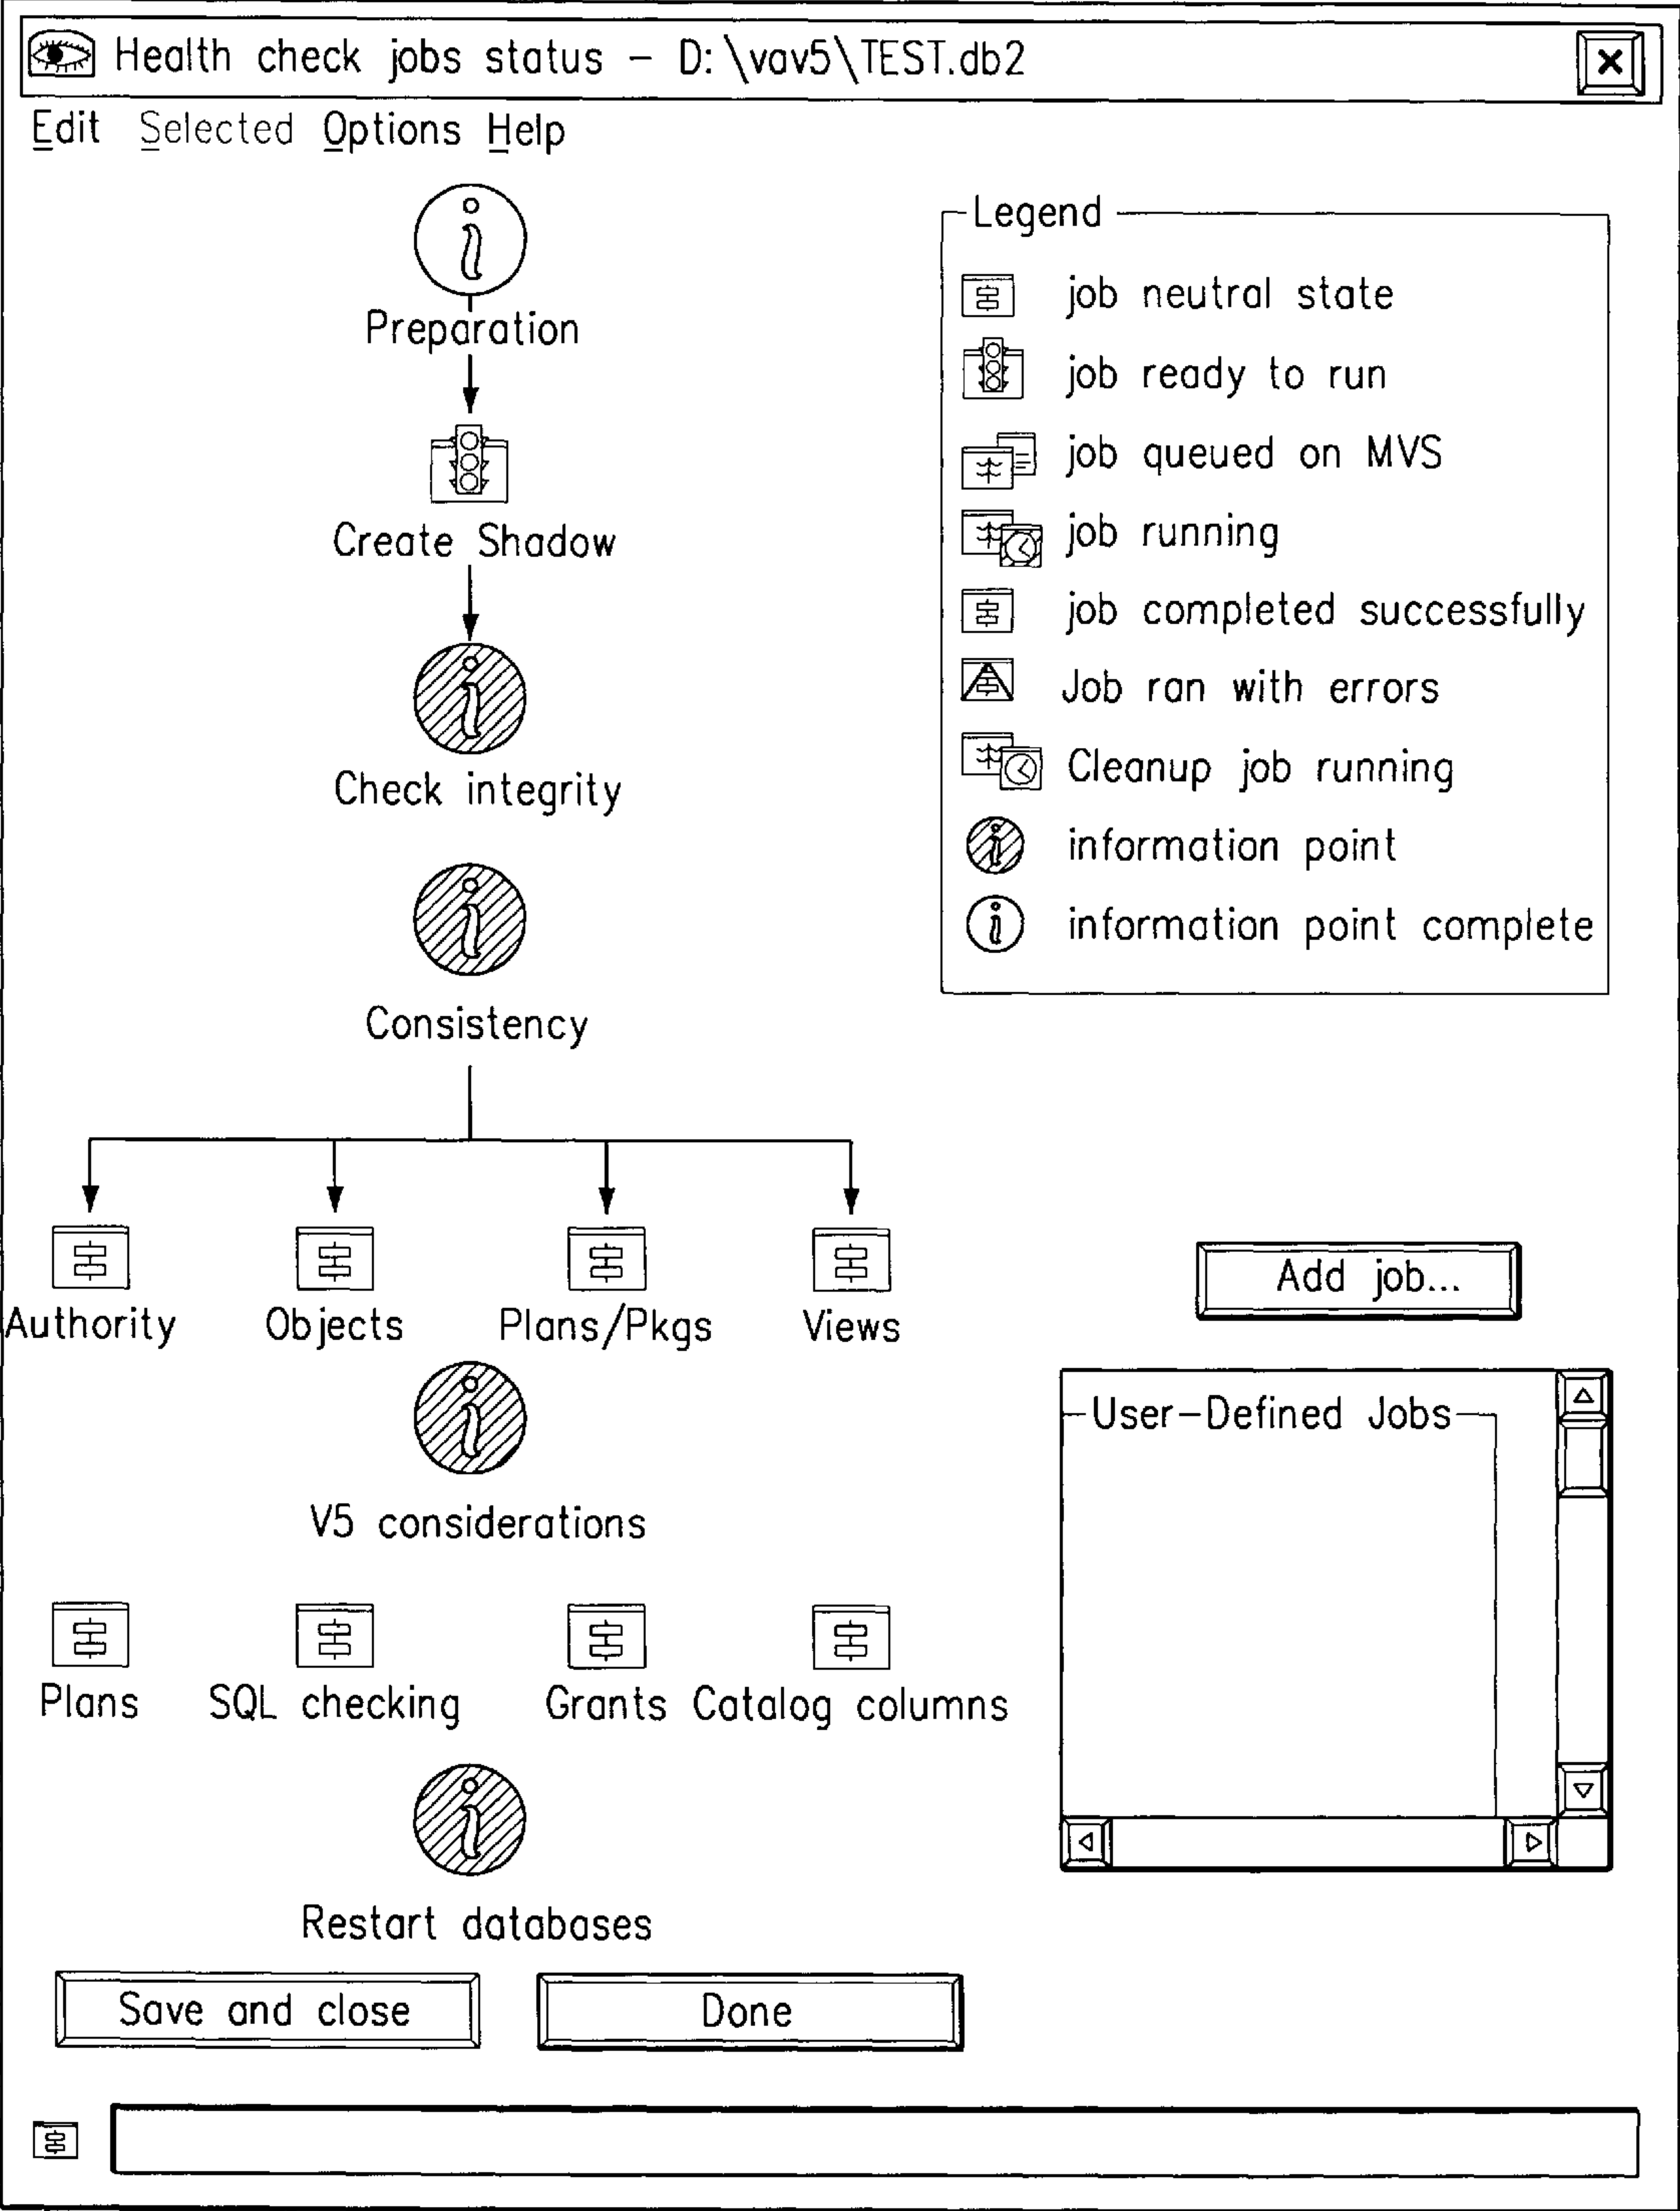 Health check jobs status – D:\vav5\TEST.db2
Edit Selected Options Help
Preparation
Create Shadow
Check integrity
Consistency
Authority Objects Plans/Pkgs Views
V5 considerations
Plans SQL checking Grants Catalog columns
Restart databases
Save and close Done
Legend
job neutral state
job ready to run
job queued on MVS
job running
job completed successfully
Job ran with errors
Cleanup job running
information point
information point complete
Add job...
User-Defined Jobs